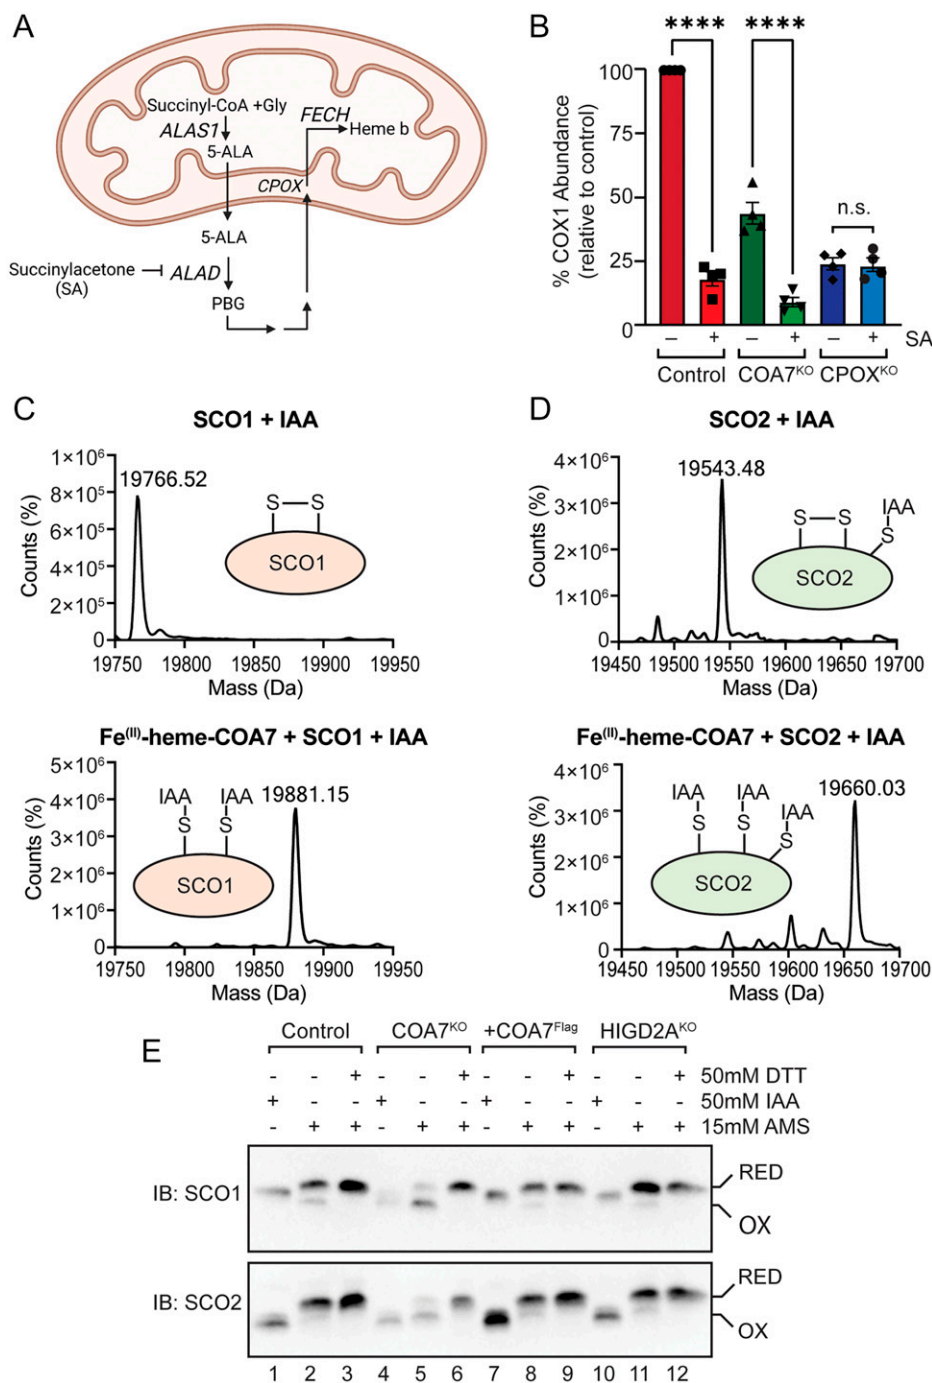 A
Succinyl-CoA +Gly
ALAS1
5-ALA
FECH
Heme b
CPOX
5-ALA
Succinylacetone
(SA)
ALAD
PBG
B
% COX1 Abundance
(relative to control)
100
75
50
25
0
****
****
n.s.
– + – + – + SA
Control COA7ᴷᴼ CPOXᴷᴼ
C
SCO1 + IAA
Counts (%)
1×10⁶
8×10⁵
6×10⁵
4×10⁵
2×10⁵
0
19766.52
S S
SCO1
19750 19800 19850 19900 19950
Mass (Da)
Fe⁽ᴵᴵ⁾-heme-COA7 + SCO1 + IAA
Counts (%)
5×10⁶
4×10⁶
3×10⁶
2×10⁶
1×10⁶
0
IAA IAA
S S
SCO1
19881.15
19750 19800 19850 19900 19950
Mass (Da)
D
SCO2 + IAA
Counts (%)
4×10⁶
3×10⁶
2×10⁶
1×10⁶
0
19543.48
IAA
S S S
SCO2
19450 19500 19550 19600 19650 19700
Mass (Da)
Fe⁽ᴵᴵ⁾-heme-COA7 + SCO2 + IAA
Counts (%)
4×10⁶
3×10⁶
2×10⁶
1×10⁶
0
IAA IAA IAA
S S S
SCO2
19660.03
19450 19500 19550 19600 19650 19700
Mass (Da)
E
Control COA7ᴷᴼ +COA7ᶠˡᵃᵍ HIGD2Aᴷᴼ
- - + - - + - - + - - + 50mM DTT
+ - - + - - + - - + - - 50mM IAA
- + + - + + - + + - + + 15mM AMS
IB: SCO1
RED
OX
IB: SCO2
RED
OX
1 2 3 4 5 6 7 8 9 10 11 12